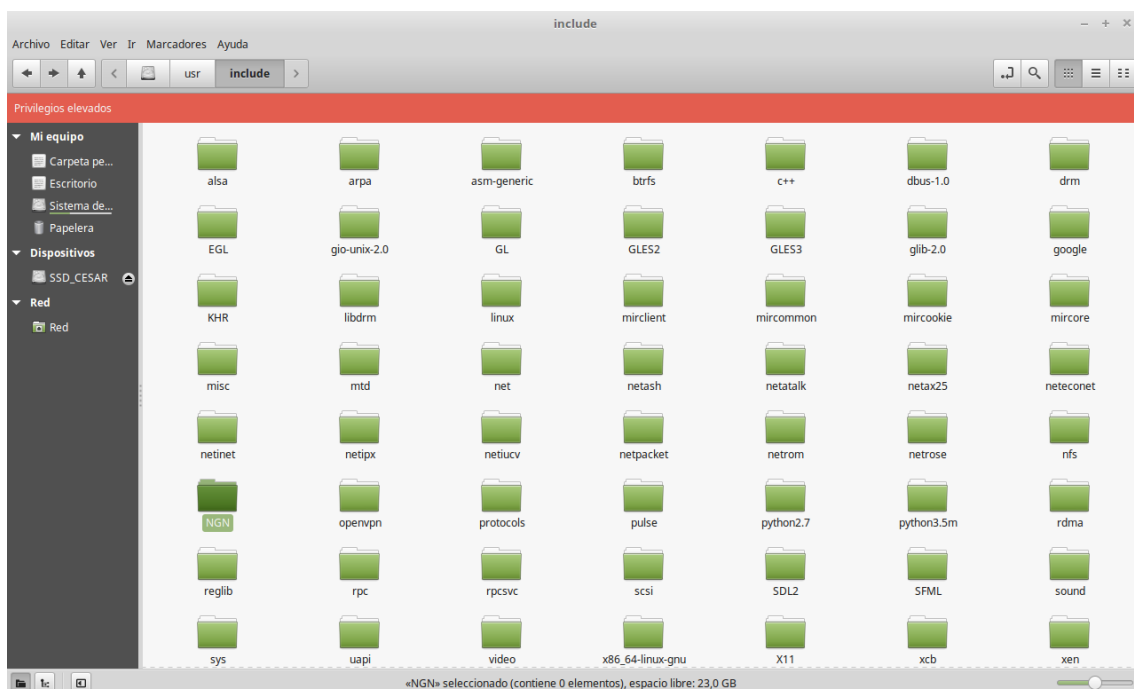 include
Archivo Editar Ver Ir Marcadores Ayuda
usr include
Privilegios elevados
Mi equipo
Carpeta pe...
Escritorio
Sistema de...
Papelera
Dispositivos
SSD_CESAR
Red
Red
alsa arpa asm-generic btrfs c++ dbus-1.0 drm
EGL gio-unix-2.0 GL GLES2 GLES3 glib-2.0 google
KHR libdrm linux mirclient mircommon mircookie mircore
misc mtd net netash netatalk netax25 neteconet
netinet netipx netiucv netpacket netrom netrose nfs
NGN openvpn protocols pulse python2.7 python3.5m rdma
reglib rpc rpcsvc scsi SDL2 SFML sound
sys uapi video x86_64-linux-gnu X11 xcb xen
«NGN» seleccionado (contiene 0 elementos), espacio libre: 23,0 GB